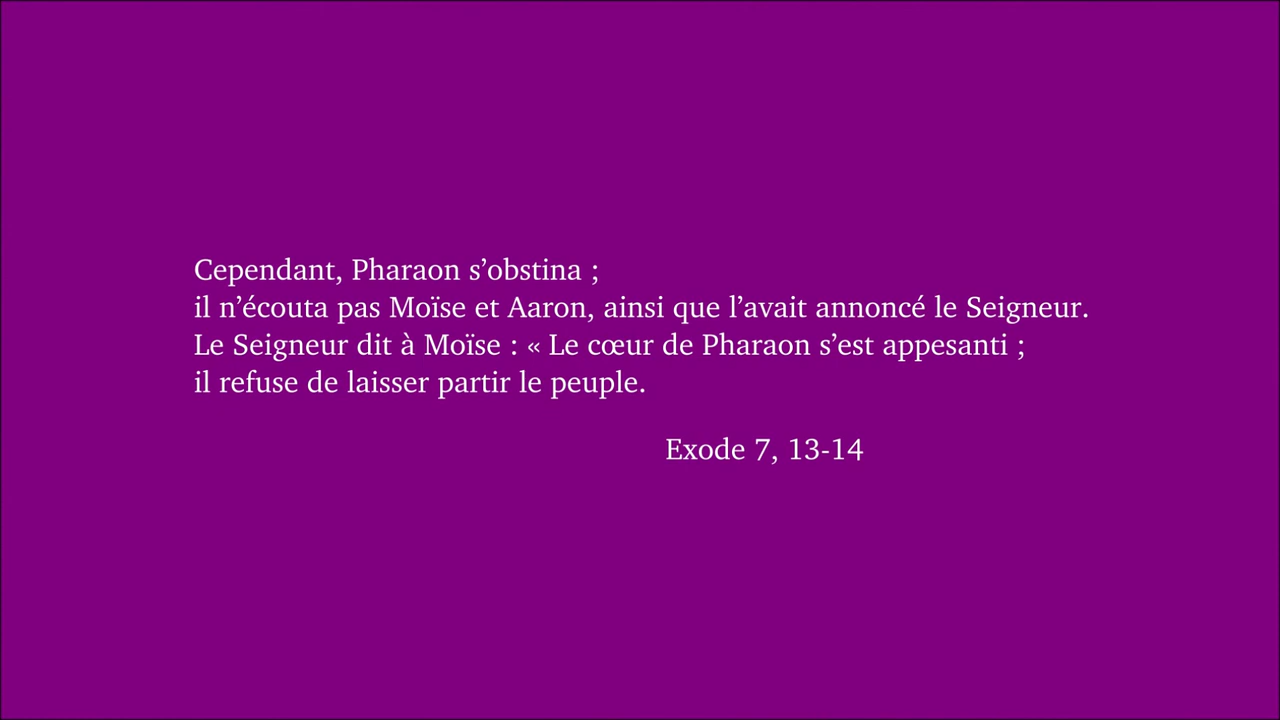 Cependant, Pharaon s’obstina ;
il n’écouta pas Moïse et Aaron, ainsi que l’avait annoncé le Seigneur.
Le Seigneur dit à Moïse : « Le cœur de Pharaon s’est appesanti ;
il refuse de laisser partir le peuple.
Exode 7, 13-14